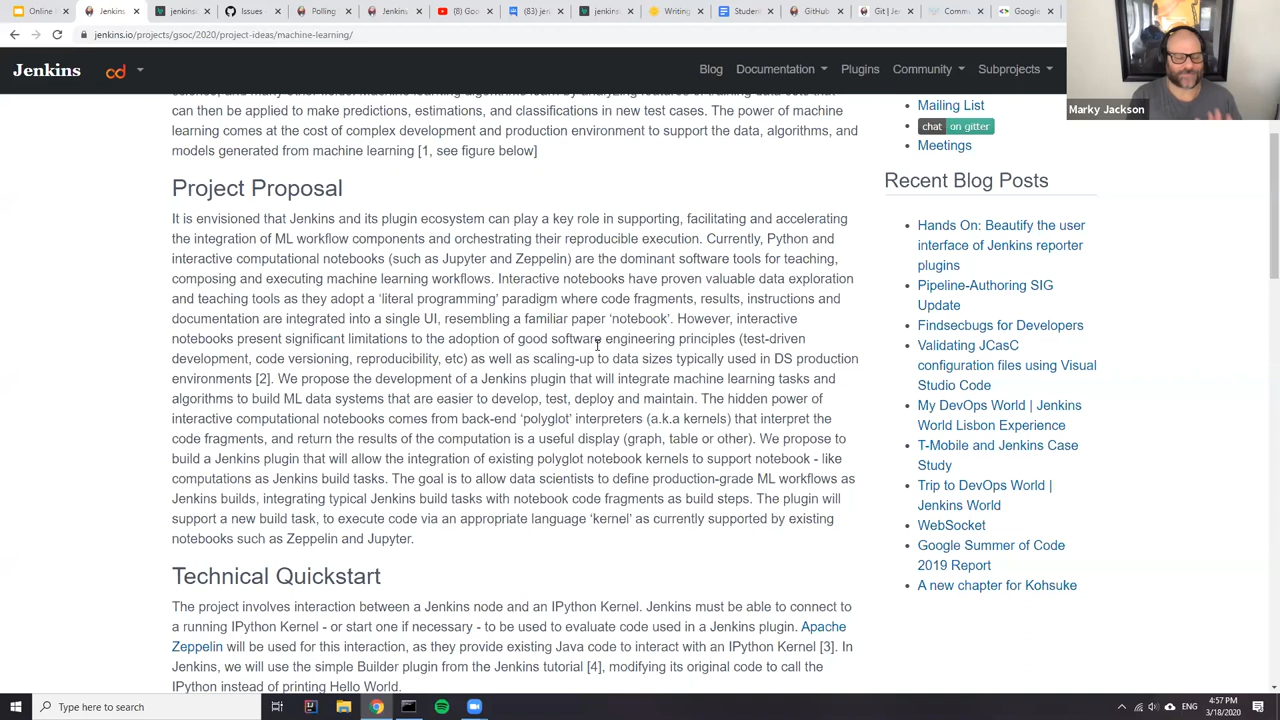 Online
Jenkins
jenkins
Issues
Polling
Jenkins
(8) Goo
(83) jen
jenkins
Writing
Student
GitHub
Git | Je
Commu
Google
jenkins.io/projects/gsoc/2020/project-ideas/machine-learning/
Jenkins
cd
Blog
Documentation
Plugins
Community
Subprojects
Marky Jackson
can then be applied to make predictions, estimations, and classifications in new test cases. The power of machine
learning comes at the cost of complex development and production environment to support the data, algorithms, and
models generated from machine learning [1, see figure below]
Project Proposal
It is envisioned that Jenkins and its plugin ecosystem can play a key role in supporting, facilitating and accelerating
the integration of ML workflow components and orchestrating their reproducible execution. Currently, Python and
interactive computational notebooks (such as Jupyter and Zeppelin) are the dominant software tools for teaching,
composing and executing machine learning workflows. Interactive notebooks have proven valuable data exploration
and teaching tools as they adopt a ‘literal programming’ paradigm where code fragments, results, instructions and
documentation are integrated into a single UI, resembling a familiar paper ‘notebook’. However, interactive
notebooks present significant limitations to the adoption of good software engineering principles (test-driven
development, code versioning, reproducibility, etc) as well as scaling-up to data sizes typically used in DS production
environments [2]. We propose the development of a Jenkins plugin that will integrate machine learning tasks and
algorithms to build ML data systems that are easier to develop, test, deploy and maintain. The hidden power of
interactive computational notebooks comes from back-end ‘polyglot’ interpreters (a.k.a kernels) that interpret the
code fragments, and return the results of the computation is a useful display (graph, table or other). We propose to
build a Jenkins plugin that will allow the integration of existing polyglot notebook kernels to support notebook - like
computations as Jenkins build tasks. The goal is to allow data scientists to define production-grade ML workflows as
Jenkins builds, integrating typical Jenkins build tasks with notebook code fragments as build steps. The plugin will
support a new build task, to execute code via an appropriate language ‘kernel’ as currently supported by existing
notebooks such as Zeppelin and Jupyter.
Technical Quickstart
The project involves interaction between a Jenkins node and an IPython Kernel. Jenkins must be able to connect to
a running IPython Kernel - or start one if necessary - to be used to evaluate code used in a Jenkins plugin. Apache
Zeppelin will be used for this interaction, as they provide existing Java code to interact with an IPython Kernel [3]. In
Jenkins, we will use the simple Builder plugin from the Jenkins tutorial [4], modifying its original code to call the
IPython instead of printing Hello World.
Mailing List
chat on gitter
Meetings
Recent Blog Posts
Hands On: Beautify the user
interface of Jenkins reporter
plugins
Pipeline-Authoring SIG
Update
Findsecbugs for Developers
Validating JCasC
configuration files using Visual
Studio Code
My DevOps World | Jenkins
World Lisbon Experience
T-Mobile and Jenkins Case
Study
Trip to DevOps World |
Jenkins World
WebSocket
Google Summer of Code
2019 Report
A new chapter for Kohsuke
Type here to search
ENG
4:57 PM
3/18/2020